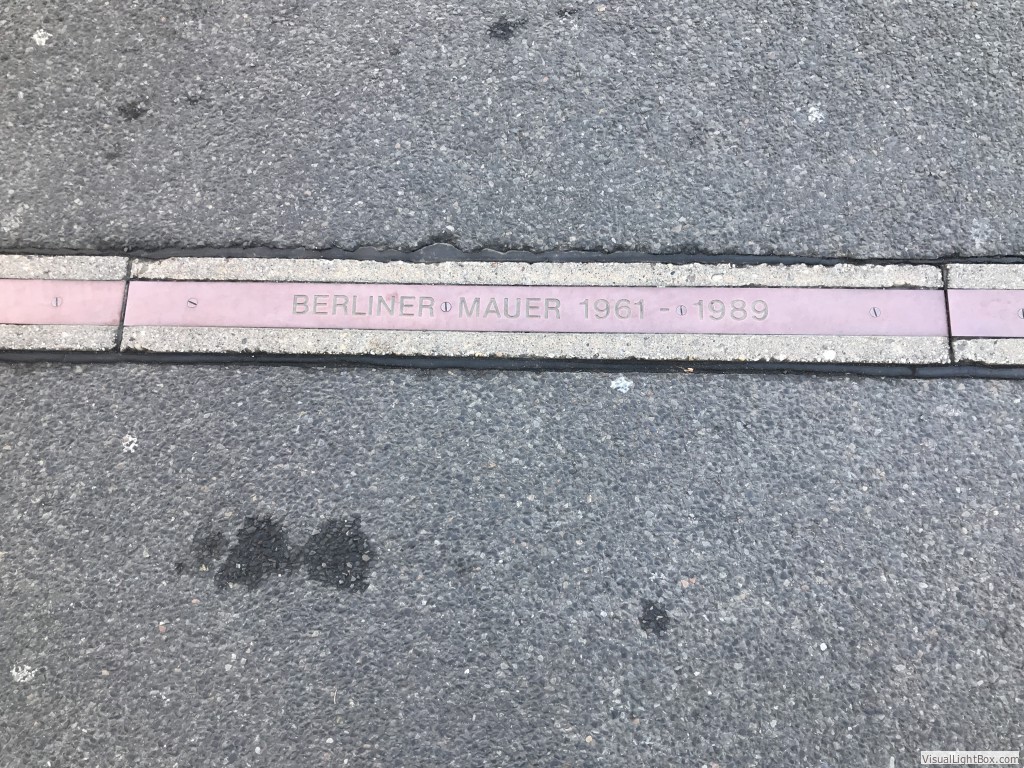 BERLINER MAUER 1961 - 1989
VisualLightBox.com